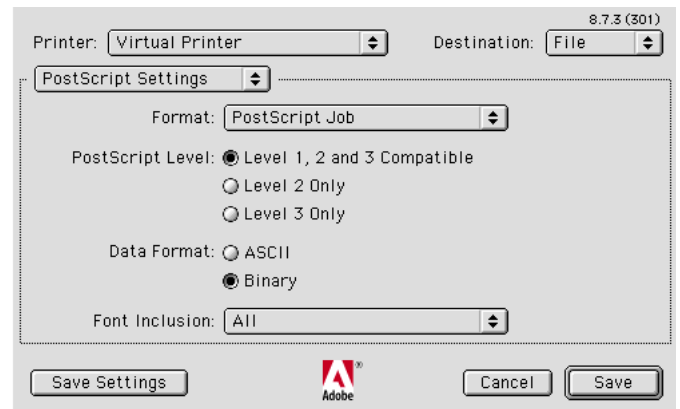 8.7.3 (301)
Printer: Virtual Printer Destination: File
PostScript Settings
Format: PostScript Job
PostScript Level: Level 1, 2 and 3 Compatible
Level 2 Only
Level 3 Only
Data Format: ASCII
Binary
Font Inclusion: All
Save Settings Adobe® Cancel Save